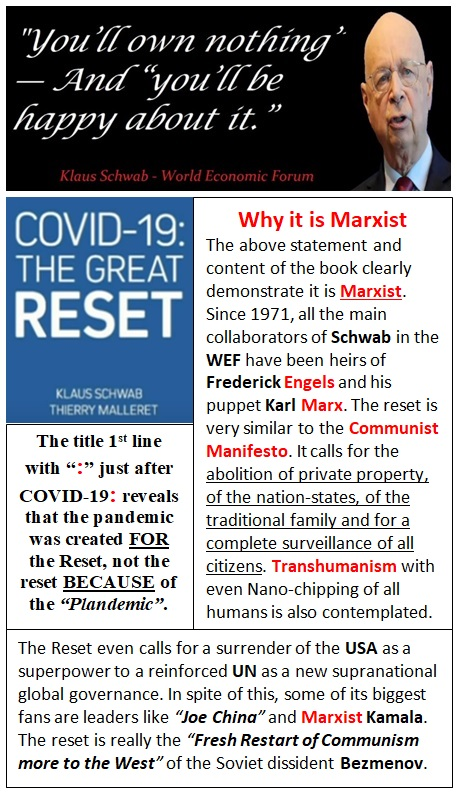 "You'll own nothing"
— And "you'll be
happy about it."
Klaus Schwab - World Economic Forum
COVID-19:
THE GREAT
RESET
KLAUS SCHWAB
THIERRY MALLERET
The title 1st line
with ":" just after
COVID-19: reveals
that the pandemic
was created FOR
the Reset, not the
reset BECAUSE of
the "Plandemic".
Why it is Marxist
The above statement and
content of the book clearly
demonstrate it is Marxist.
Since 1971, all the main
collaborators of Schwab in the
WEF have been heirs of
Frederick Engels and his
puppet Karl Marx. The reset is
very similar to the Communist
Manifesto. It calls for the
abolition of private property,
of the nation-states, of the
traditional family and for a
complete surveillance of all
citizens. Transhumanism with
even Nano-chipping of all
humans is also contemplated.
The Reset even calls for a surrender of the USA as a
superpower to a reinforced UN as a new supranational
global governance. In spite of this, some of its biggest
fans are leaders like "Joe China" and Marxist Kamala.
The reset is really the "Fresh Restart of Communism
more to the West" of the Soviet dissident Bezmenov.